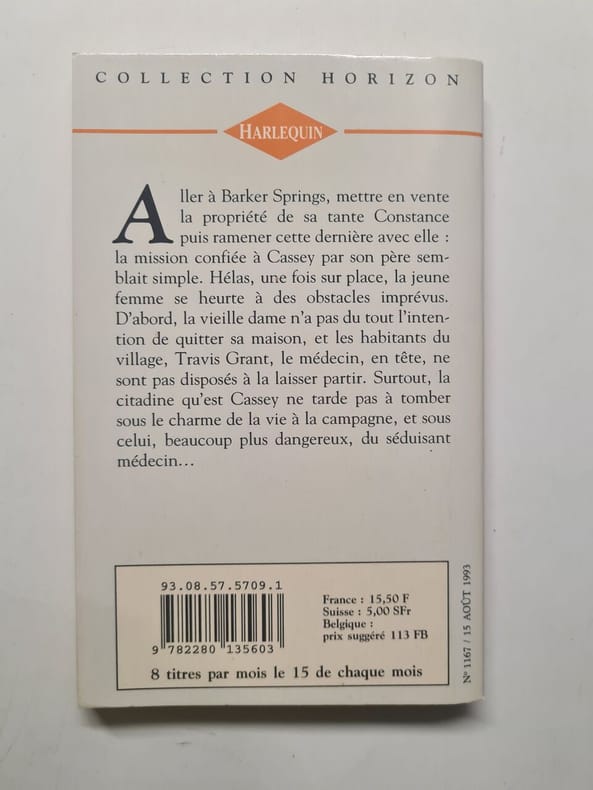 COLLECTION HORIZON
HARLEQUIN
Aller à Barker Springs, mettre en vente
la propriété de sa tante Constance
puis ramener cette dernière avec elle :
la mission confiée à Cassey par son père sem-
blait simple. Hélas, une fois sur place, la jeune
femme se heurte à des obstacles imprévus.
D'abord, la vieille dame n'a pas du tout l'inten-
tion de quitter sa maison, et les habitants du
village, Travis Grant, le médecin, en tête, ne
sont pas disposés à la laisser partir. Surtout, la
citadine qu'est Cassey ne tarde pas à tomber
sous le charme de la vie à la campagne, et sous
celui, beaucoup plus dangereux, du séduisant
médecin...
93.08.57.5709.1
9 782280 135603
France : 15,50 F
Suisse : 5,00 SFr
Belgique :
prix suggéré 113 FB
8 titres par mois le 15 de chaque mois
N° 1167 / 15 AOÛT 1993